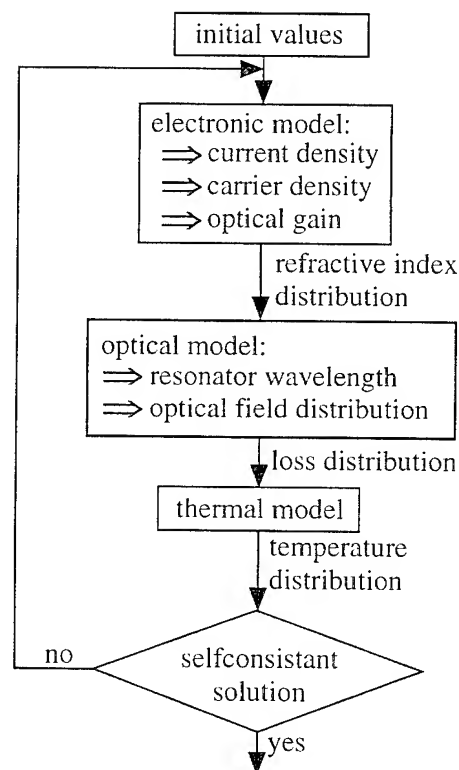 initial values
electronic model:
⇒ current density
⇒ carrier density
⇒ optical gain
refractive index
distribution
optical model:
⇒ resonator wavelength
⇒ optical field distribution
loss distribution
thermal model
temperature
distribution
no
selfconsistant
solution
yes